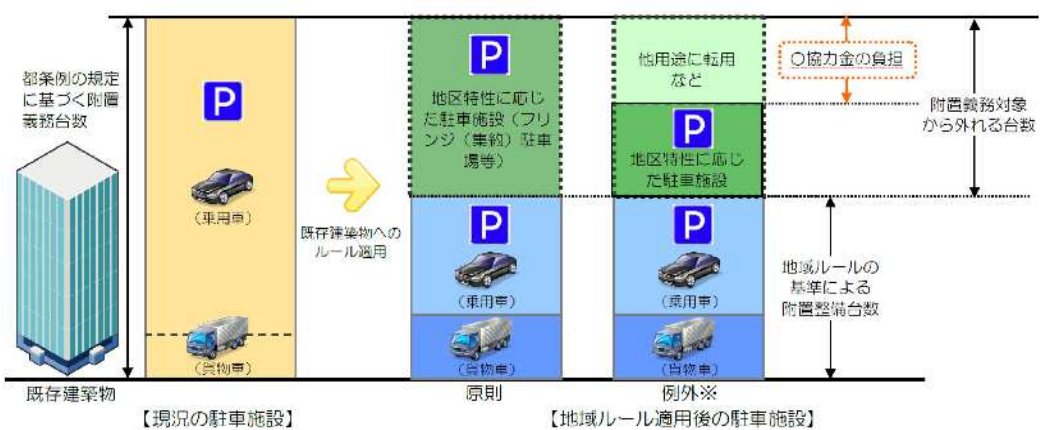 都条例の規定
に基づく附置
義務台数
既存建築物
P
(乗用車)
(貨物車)
【現況の駐車施設】
既存建築物への
ルール適用
P
地区特性に応じ
た駐車施設(フリ
ンジ(集約)駐車
場等)
P
(乗用車)
(貨物車)
原則
他用途に転用
など
P
地区特性に応じ
た駐車施設
P
(乗用車)
(貨物車)
例外※
【地域ルール適用後の駐車施設】
〇協力金の負担
附置義務対象
から外れる台数
地域ルールの
基準による
附置整備台数